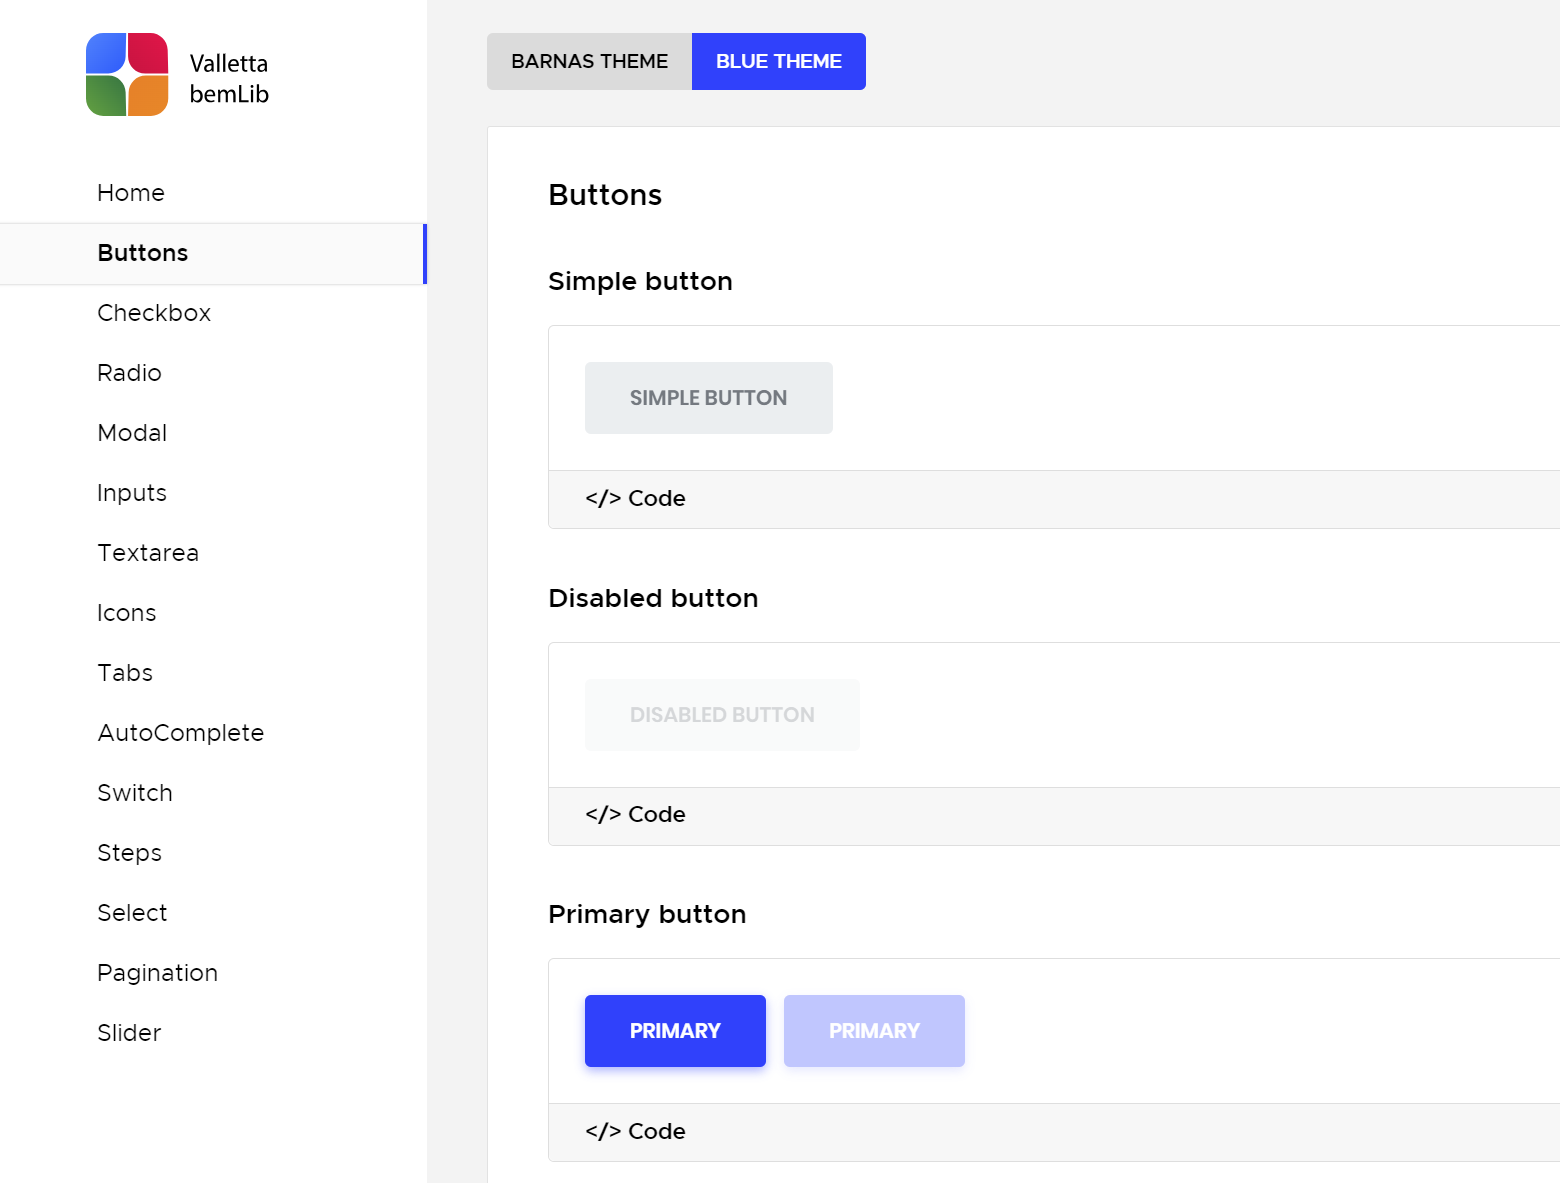 Valletta
bemLib
Home
Buttons
Checkbox
Radio
Modal
Inputs
Textarea
Icons
Tabs
AutoComplete
Switch
Steps
Select
Pagination
Slider
BARNAS THEME
BLUE THEME
Buttons
Simple button
SIMPLE BUTTON
</> Code
Disabled button
DISABLED BUTTON
</> Code
Primary button
PRIMARY
PRIMARY
</> Code